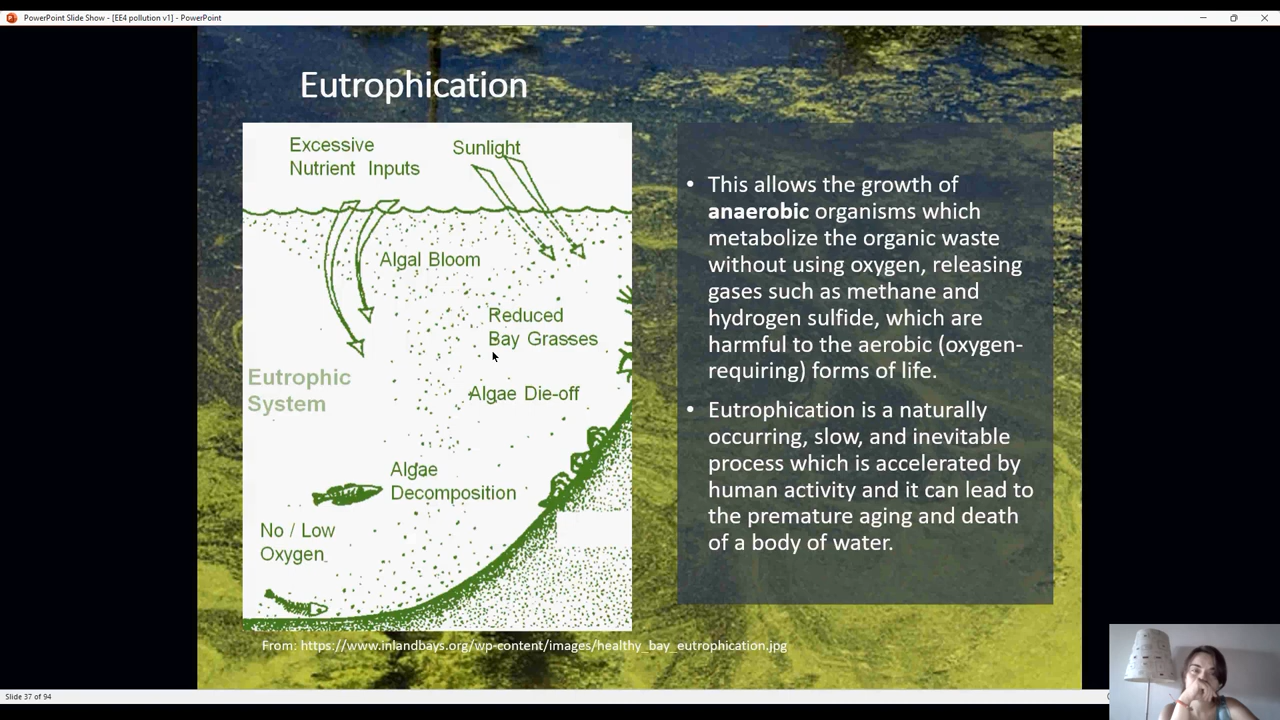 PowerPoint Slide Show - [EE4 pollution v1] - PowerPoint
Eutrophication
Excessive
Nutrient Inputs
Sunlight
Algal Bloom
Reduced
Bay Grasses
Eutrophic
System
Algae Die-off
Algae
Decomposition
No / Low
Oxygen
• This allows the growth of
anaerobic organisms which
metabolize the organic waste
without using oxygen, releasing
gases such as methane and
hydrogen sulfide, which are
harmful to the aerobic (oxygen-
requiring) forms of life.
• Eutrophication is a naturally
occurring, slow, and inevitable
process which is accelerated by
human activity and it can lead to
the premature aging and death
of a body of water.
From: https://www.inlandbays.org/wp-content/images/healthy_bay_eutrophication.jpg
Slide 37 of 94